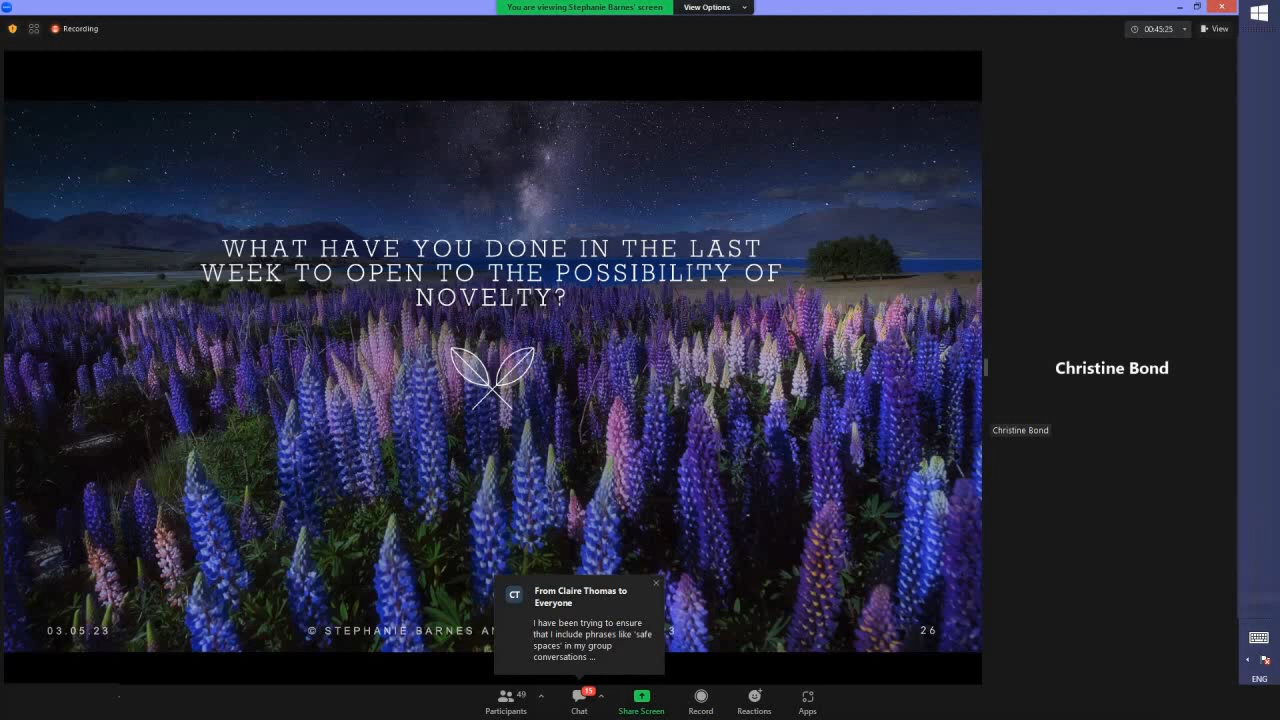 You are viewing Stephanie Barnes' screen
View Options
Recording
00:45:25
View
WHAT HAVE YOU DONE IN THE LAST
WEEK TO OPEN TO THE POSSIBILITY OF
NOVELTY?
Christine Bond
Christine Bond
CT
From Claire Thomas to
Everyone
I have been trying to ensure
that I include phrases like 'safe
spaces' in my group
conversations ...
03.05.23
© STEPHANIE BARNES
26
49
Participants
15
Chat
Share Screen
Record
Reactions
Apps
ENG